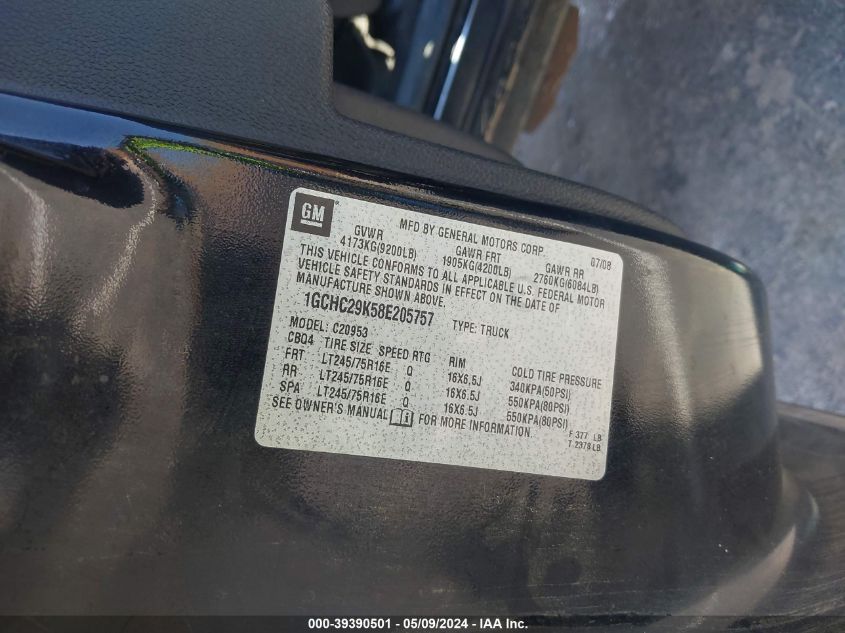 GM
MFD BY GENERAL MOTORS CORP. 07/08
GVWR GAWR FRT GAWR RR
4173KG(9200LB) 1905KG(4200LB) 2760KG(6084LB)
THIS VEHICLE CONFORMS TO ALL APPLICABLE U.S. FEDERAL MOTOR
VEHICLE SAFETY STANDARDS IN EFFECT ON THE DATE OF
MANUFACTURE SHOWN ABOVE.
1GCHC29K58E205757 TYPE: TRUCK
MODEL: C20953
CBQ4 TIRE SIZE SPEED RTG RIM COLD TIRE PRESSURE
FRT LT245/75R16E Q 16X6.5J 340KPA(50PSI)
RR LT245/75R16E Q 16X6.5J 550KPA(80PSI)
SPA LT245/75R16E Q 16X6.5J 550KPA(80PSI)
SEE OWNER'S MANUAL FOR MORE INFORMATION.
F 377 LB
T 2378 LB
000-39390501 - 05/09/2024 - IAA Inc.